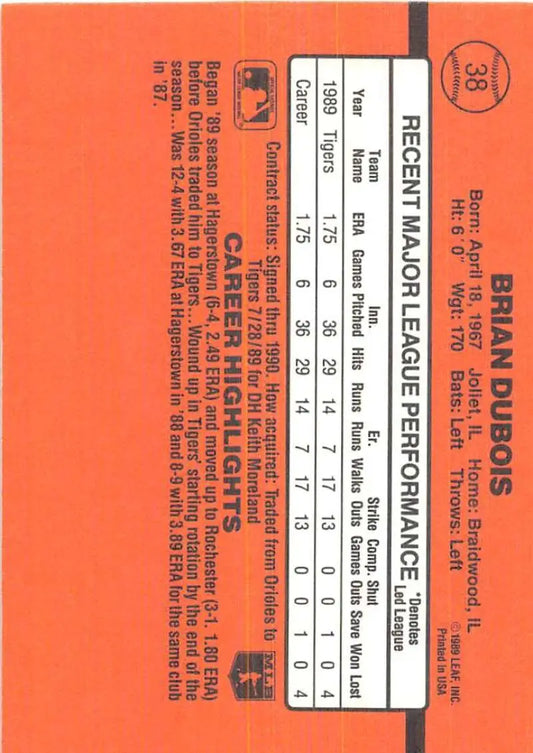 38
BRIAN DUBOIS
Born: April 18, 1967 Joliet, IL Home: Braidwood, IL
Ht: 6' 0" Wgt: 170 Bats: Left Throws: Left
© 1989 LEAF, INC.
Printed in USA
RECENT MAJOR LEAGUE PERFORMANCE *Denotes Led League
Year Team Name ERA Games Inn. Pitched Hits Runs Er. Runs Walks Strike Outs Comp. Games Shut Outs Save Won Lost
1989 Tigers 1.75 6 36 29 14 7 17 13 0 0 1 0 4
Career 1.75 6 36 29 14 7 17 13 0 0 1 0 4
Contract status: Signed thru 1990. How acquired: Traded from Orioles to
Tigers 7/28/89 for DH Keith Moreland
MLB
CAREER HIGHLIGHTS
Began '89 season at Hagerstown (6-4, 2.49 ERA) and moved up to Rochester (3-1. 1.80 ERA)
before Orioles traded him to Tigers... Wound up in Tigers' starting rotation by the end of the
season... Was 12-4 with 3.67 ERA at Hagerstown in '88 and 8-9 with 3.89 ERA for the same club
in '87.